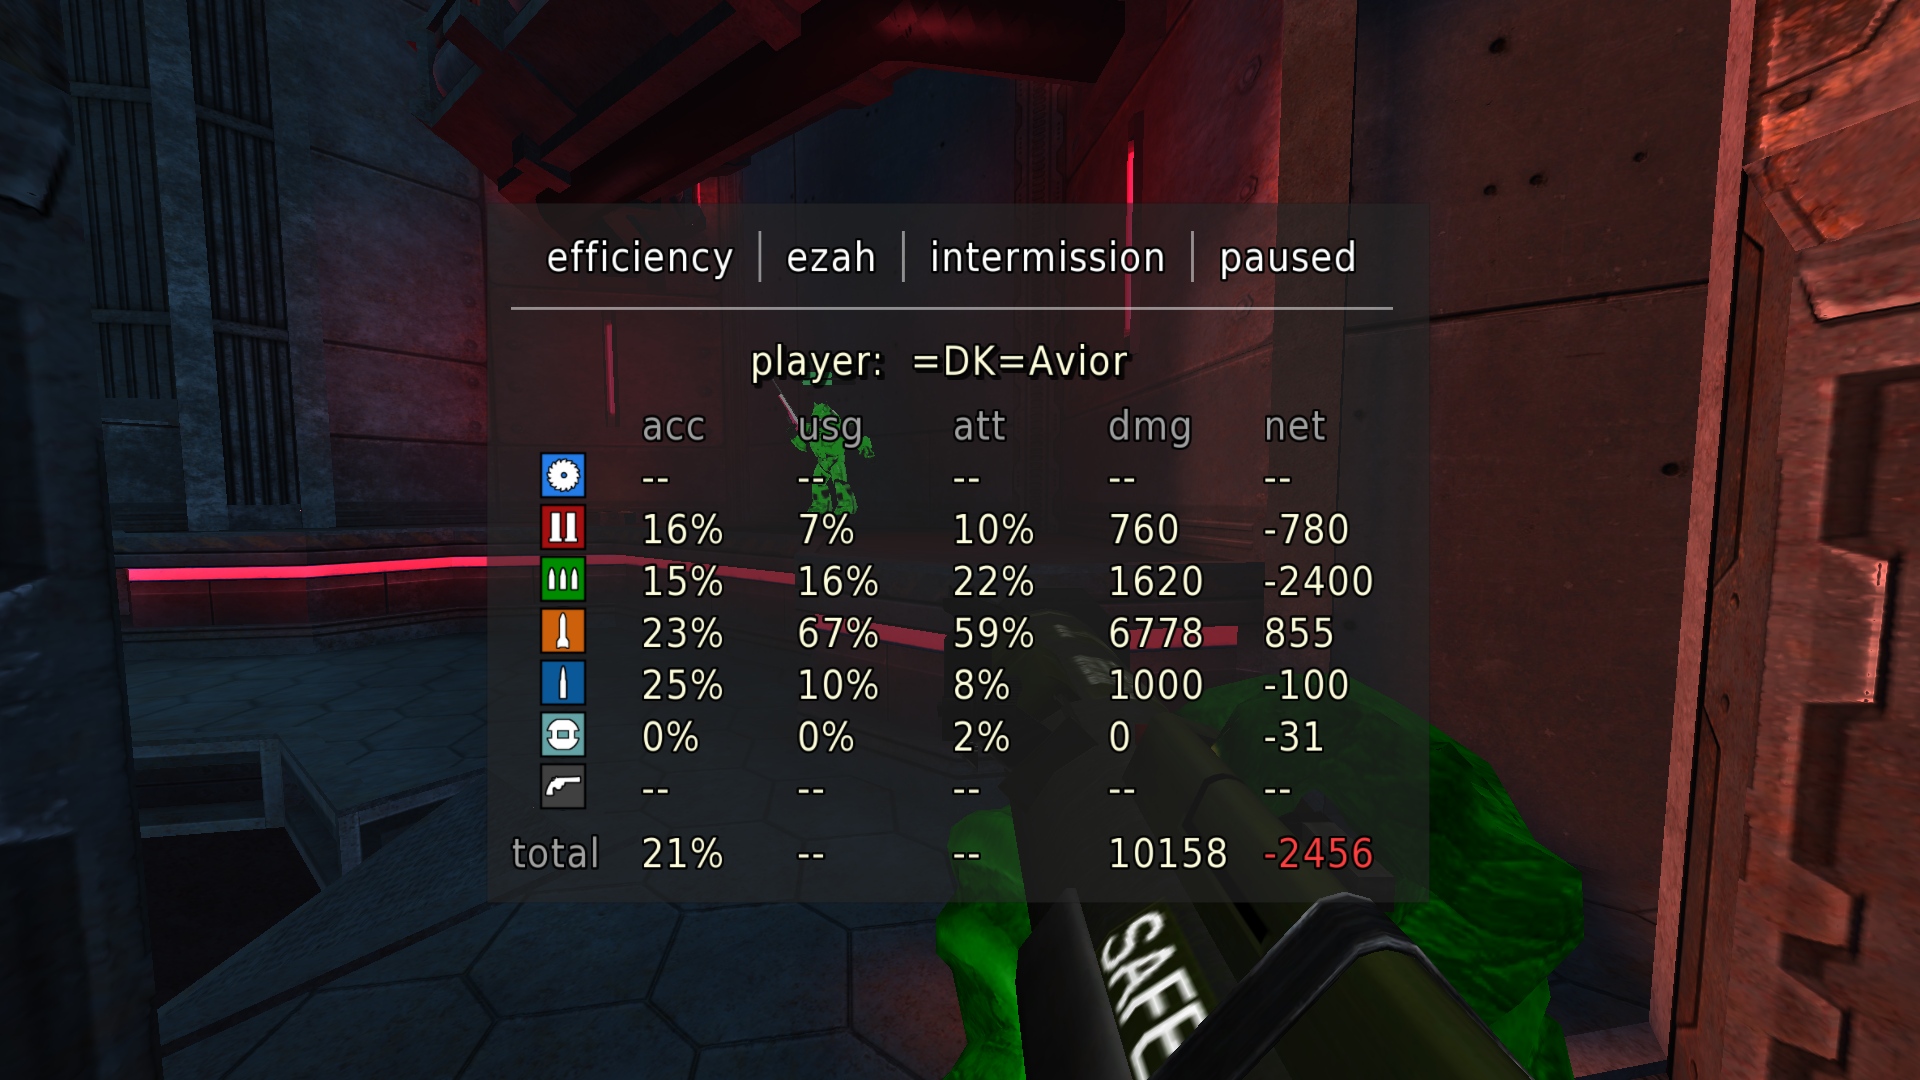 efficiency | ezah | intermission | paused
player: =DK=Avior
acc usg att dmg net
-- -- -- -- --
16% 7% 10% 760 -780
15% 16% 22% 1620 -2400
23% 67% 59% 6778 855
25% 10% 8% 1000 -100
0% 0% 2% 0 -31
-- -- -- -- --
total 21% -- -- 10158 -2456
SAFE